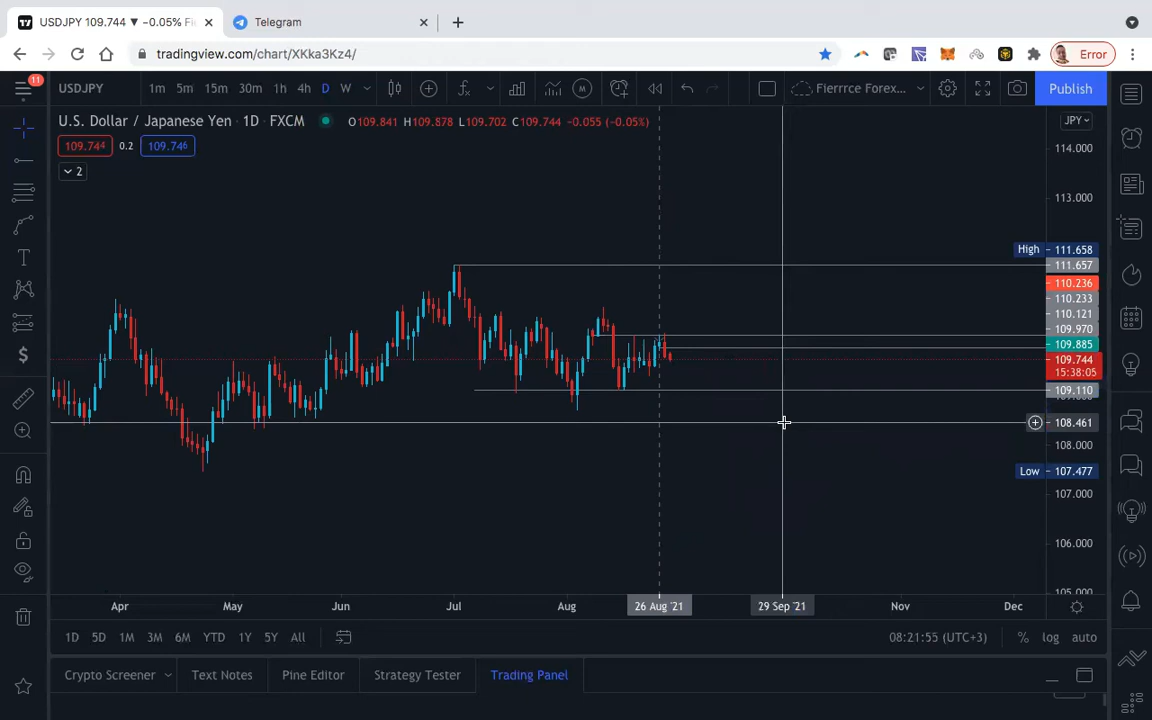 USDJPY 109.744 ▼ −0.05% Fi
Telegram
tradingview.com/chart/XKka3Kz4/
Error
11
USDJPY
1m 5m 15m 30m 1h 4h D W
Fierrrce Forex...
Publish
U.S. Dollar / Japanese Yen · 1D · FXCM
O109.841 H109.878 L109.702 C109.744 −0.055 (−0.05%)
JPY
109.744 0.2 109.746
2
114.000
113.000
High 111.658
111.657
110.236
110.233
110.121
109.970
109.885
109.744
15:38:05
109.110
108.461
108.000
Low 107.477
107.000
106.000
105.000
Apr May Jun Jul Aug 26 Aug '21 29 Sep '21 Nov Dec
1D 5D 1M 3M 6M YTD 1Y 5Y All
08:21:55 (UTC+3) % log auto
Crypto Screener Text Notes Pine Editor Strategy Tester Trading Panel